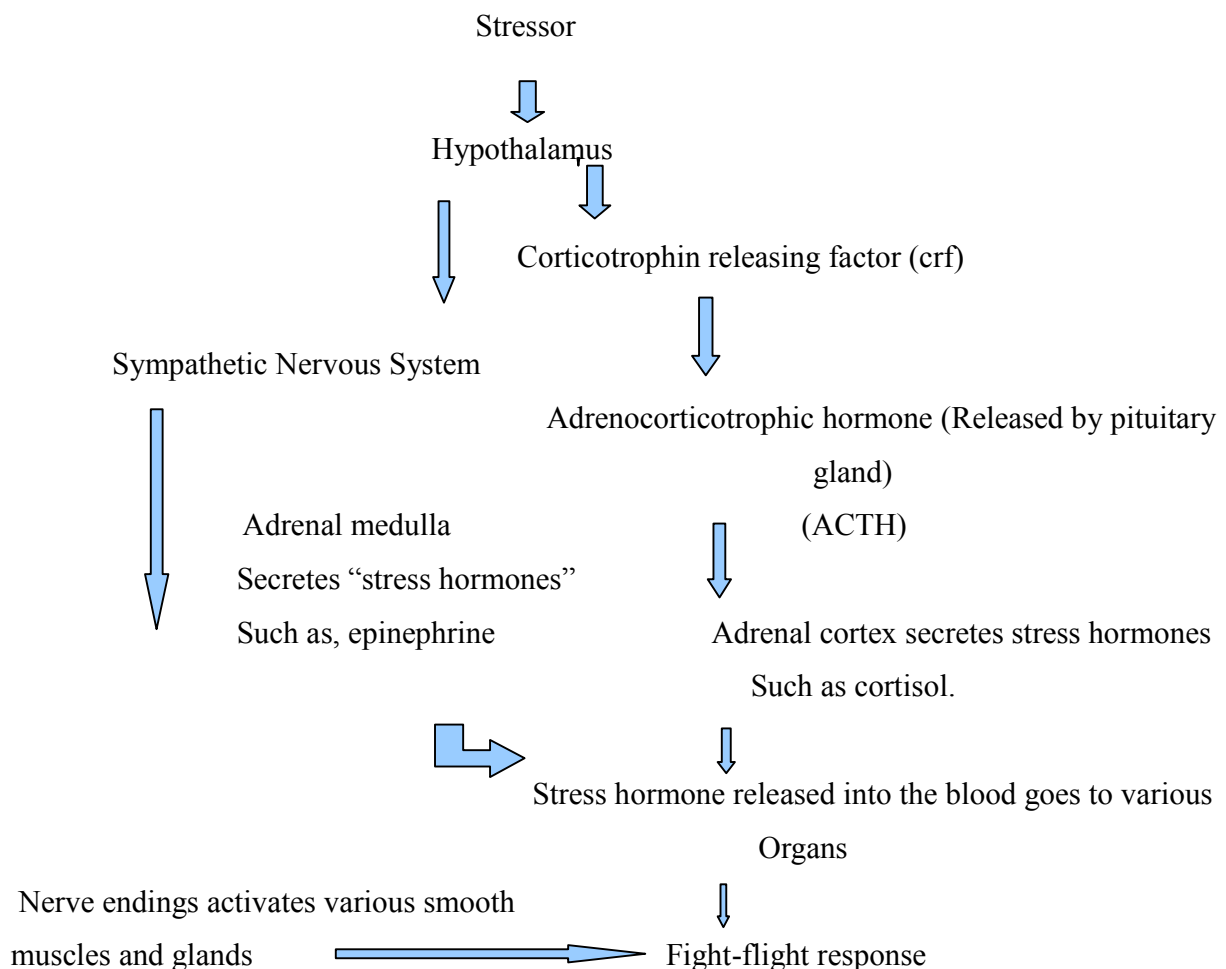 Stressor
Hypothalamus
Corticotrophin releasing factor (crf)
Sympathetic Nervous System
Adrenocorticotrophic hormone (Released by pituitary
gland)
(ACTH)
Adrenal medulla
Secretes “stress hormones”
Such as, epinephrine
Adrenal cortex secretes stress hormones
Such as cortisol.
Stress hormone released into the blood goes to various
Organs
Nerve endings activates various smooth
muscles and glands
Fight-flight response